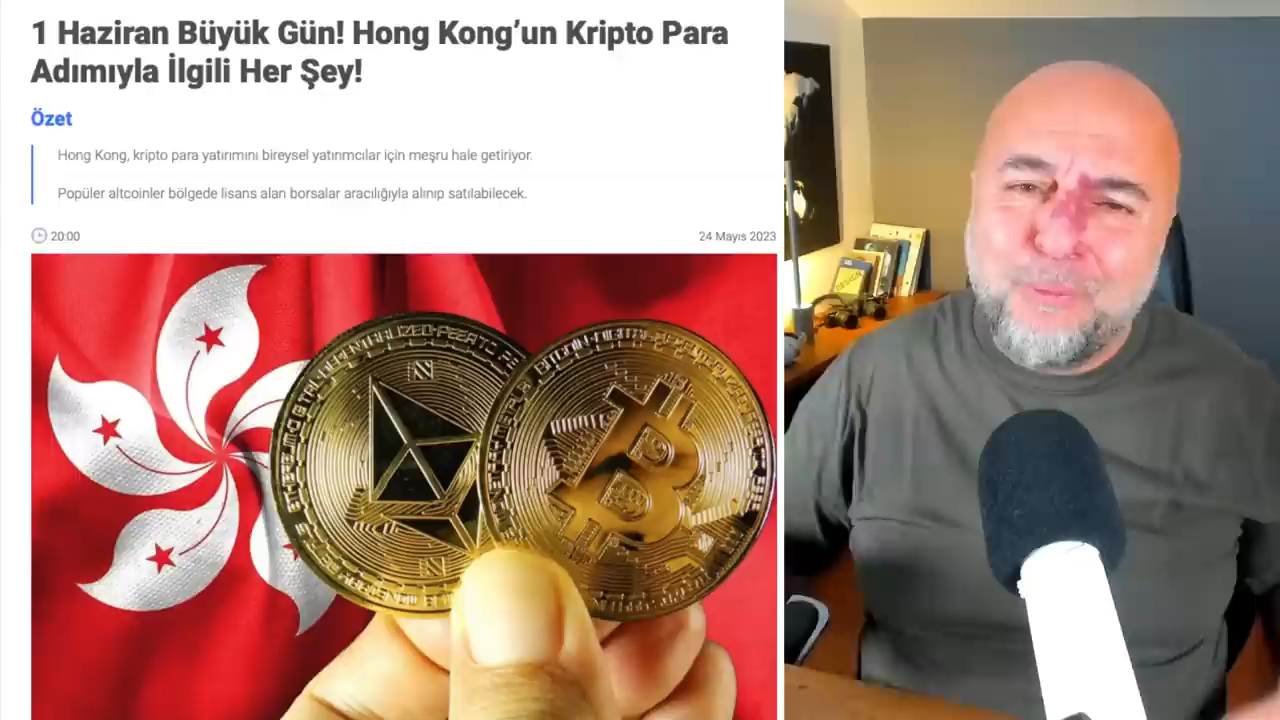 1 Haziran Büyük Gün! Hong Kong’un Kripto Para
Adımıyla İlgili Her Şey!
Özet
Hong Kong, kripto para yatırımını bireysel yatırımcılar için meşru hale getiriyor.
Popüler altcoinler bölgede lisans alan borsalar aracılığıyla alınıp satılabilecek.
20:00
24 Mayıs 2023